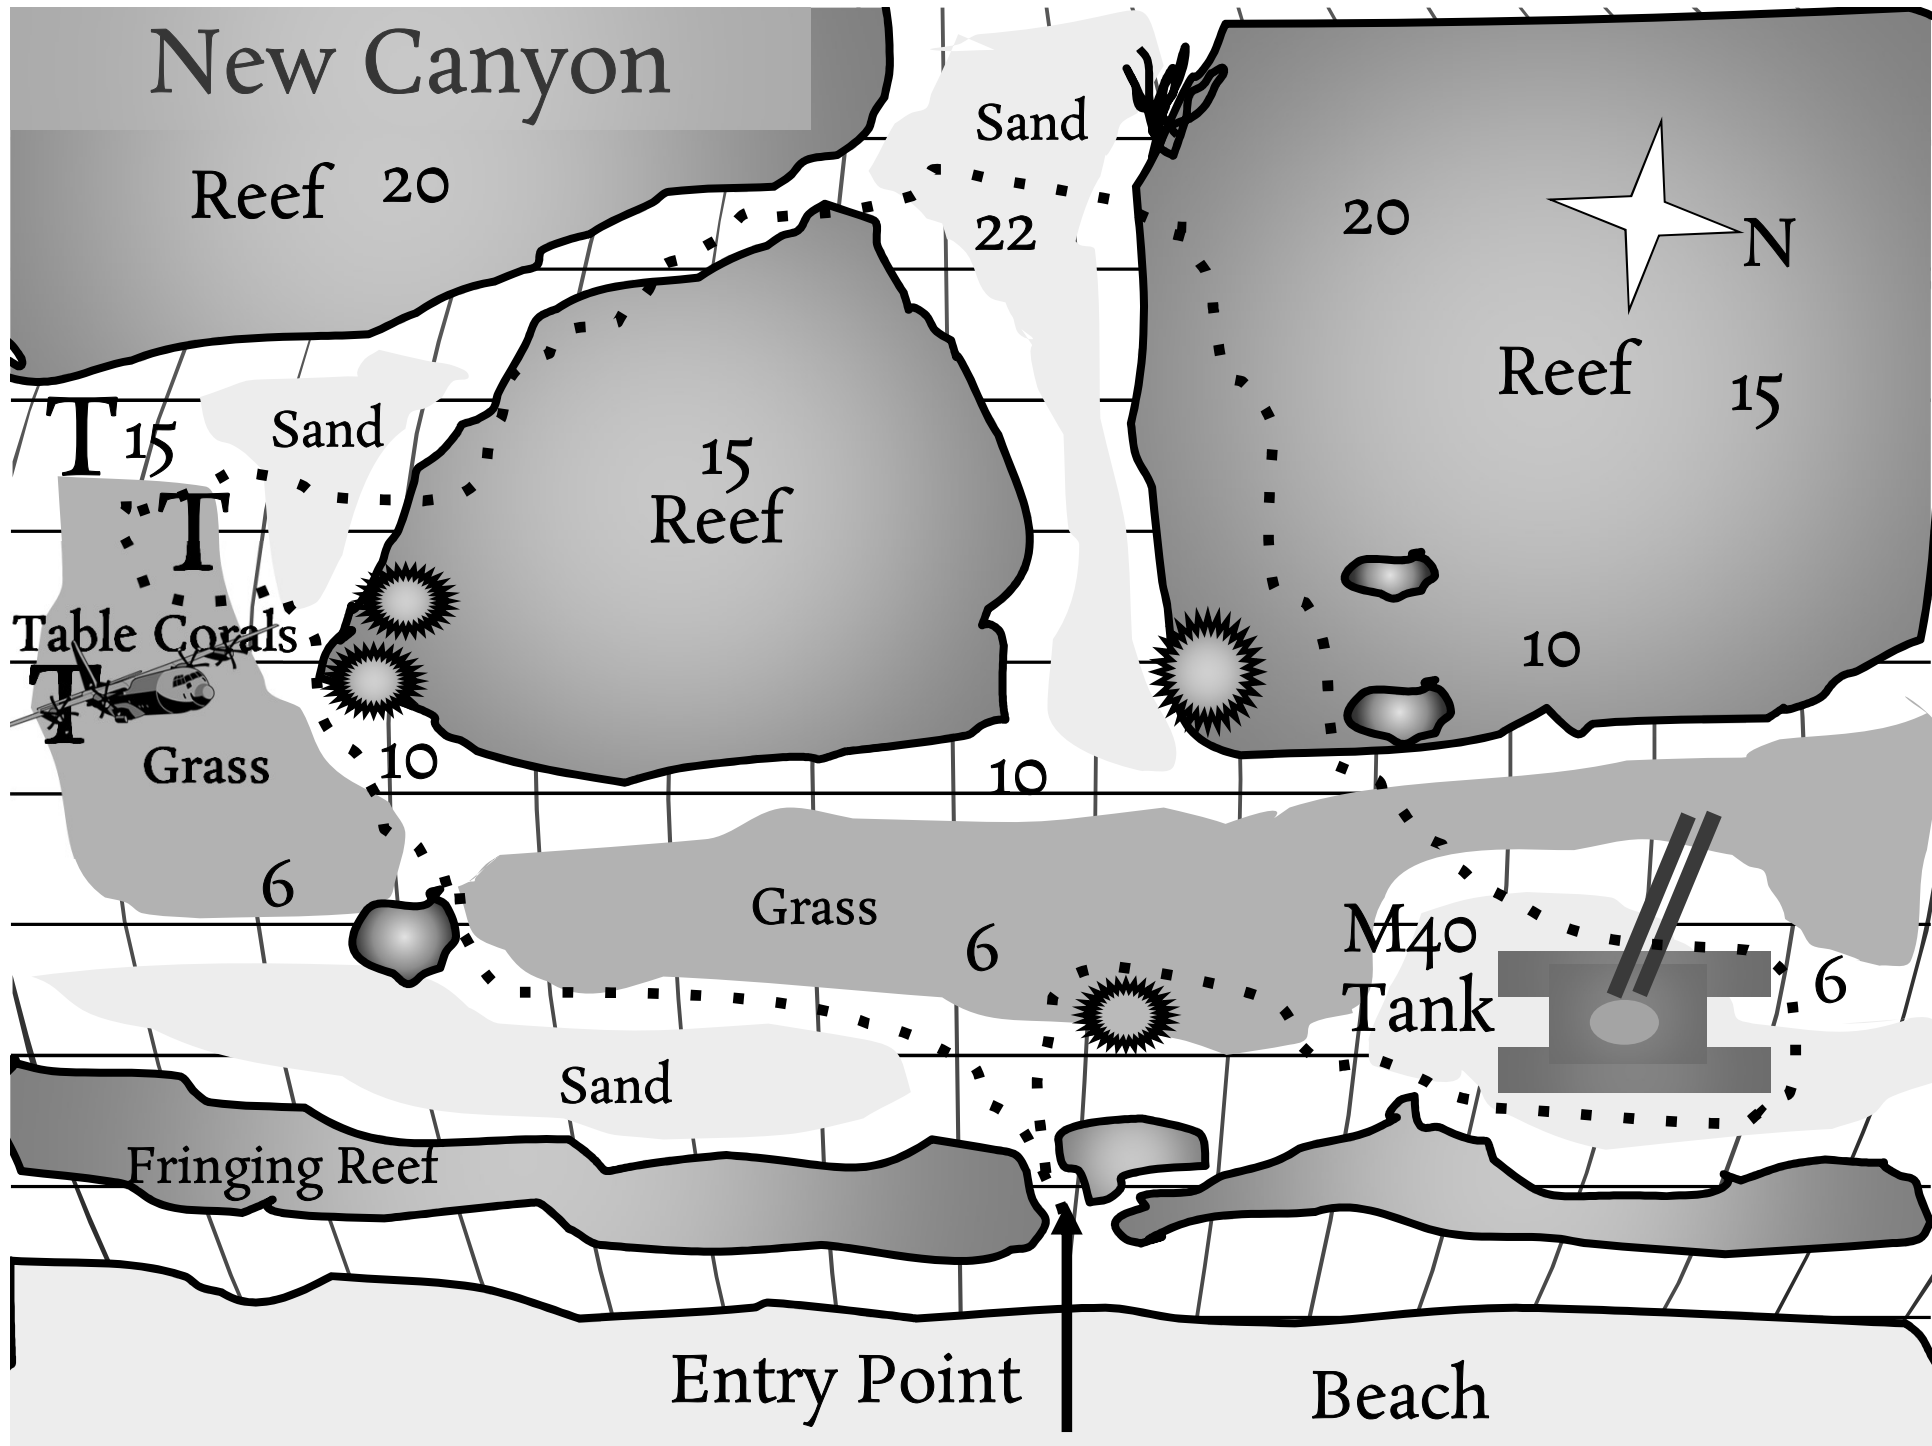 New Canyon
Reef 20
Sand
22
20
N
Reef 15
T 15
Sand
15
Reef
T
Table Corals
T
Grass
10
10
10
6
Grass
6
M40
Tank
6
Sand
Fringing Reef
Entry Point
Beach